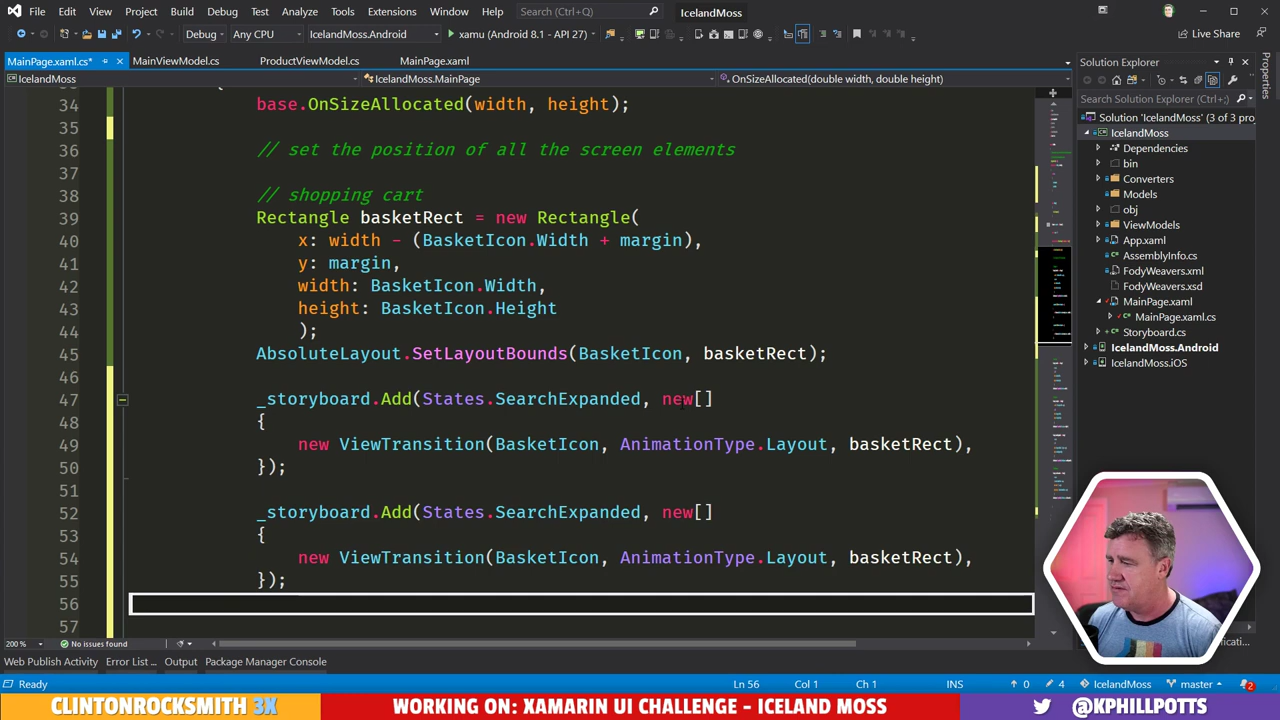 File Edit View Project Build Debug Test Analyze Tools Extensions Window Help Search (Ctrl+Q) IcelandMoss
Debug Any CPU IcelandMoss.Android xamu (Android 8.1 - API 27) Live Share
MainPage.xaml.cs* MainViewModel.cs ProductViewModel.cs MainPage.xaml
IcelandMoss IcelandMoss.MainPage OnSizeAllocated(double width, double height)
34 base.OnSizeAllocated(width, height);
35
36 // set the position of all the screen elements
37
38 // shopping cart
39 Rectangle basketRect = new Rectangle(
40 x: width - (BasketIcon.Width + margin),
41 y: margin,
42 width: BasketIcon.Width,
43 height: BasketIcon.Height
44 );
45 AbsoluteLayout.SetLayoutBounds(BasketIcon, basketRect);
46
47 _storyboard.Add(States.SearchExpanded, new[]
48 {
49 new ViewTransition(BasketIcon, AnimationType.Layout, basketRect),
50 });
51
52 _storyboard.Add(States.SearchExpanded, new[]
53 {
54 new ViewTransition(BasketIcon, AnimationType.Layout, basketRect),
55 });
56
57
200 % No issues found
Solution Explorer
Search Solution Explorer (Ctrl+;)
Solution 'IcelandMoss' (3 of 3 pro
IcelandMoss
Dependencies
bin
Converters
Models
obj
ViewModels
App.xaml
AssemblyInfo.cs
FodyWeavers.xml
FodyWeavers.xsd
MainPage.xaml
MainPage.xaml.cs
Storyboard.cs
IcelandMoss.Android
IcelandMoss.iOS
Properties
Web Publish Activity Error List ... Output Package Manager Console
Ready Ln 56 Col 1 Ch 1 INS 0 4 IcelandMoss master 2
CLINTONROCKSMITH 3X WORKING ON: XAMARIN UI CHALLENGE - ICELAND MOSS @KPHILLPOTTS